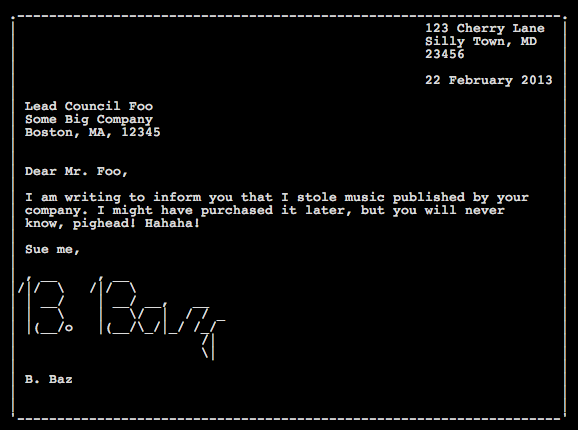 123 Cherry Lane
Silly Town, MD
23456
22 February 2013
Lead Council Foo
Some Big Company
Boston, MA, 12345
Dear Mr. Foo,
I am writing to inform you that I stole music published by your
company. I might have purchased it later, but you will never
know, pighead! Hahaha!
Sue me,
B. Baz
B. Baz